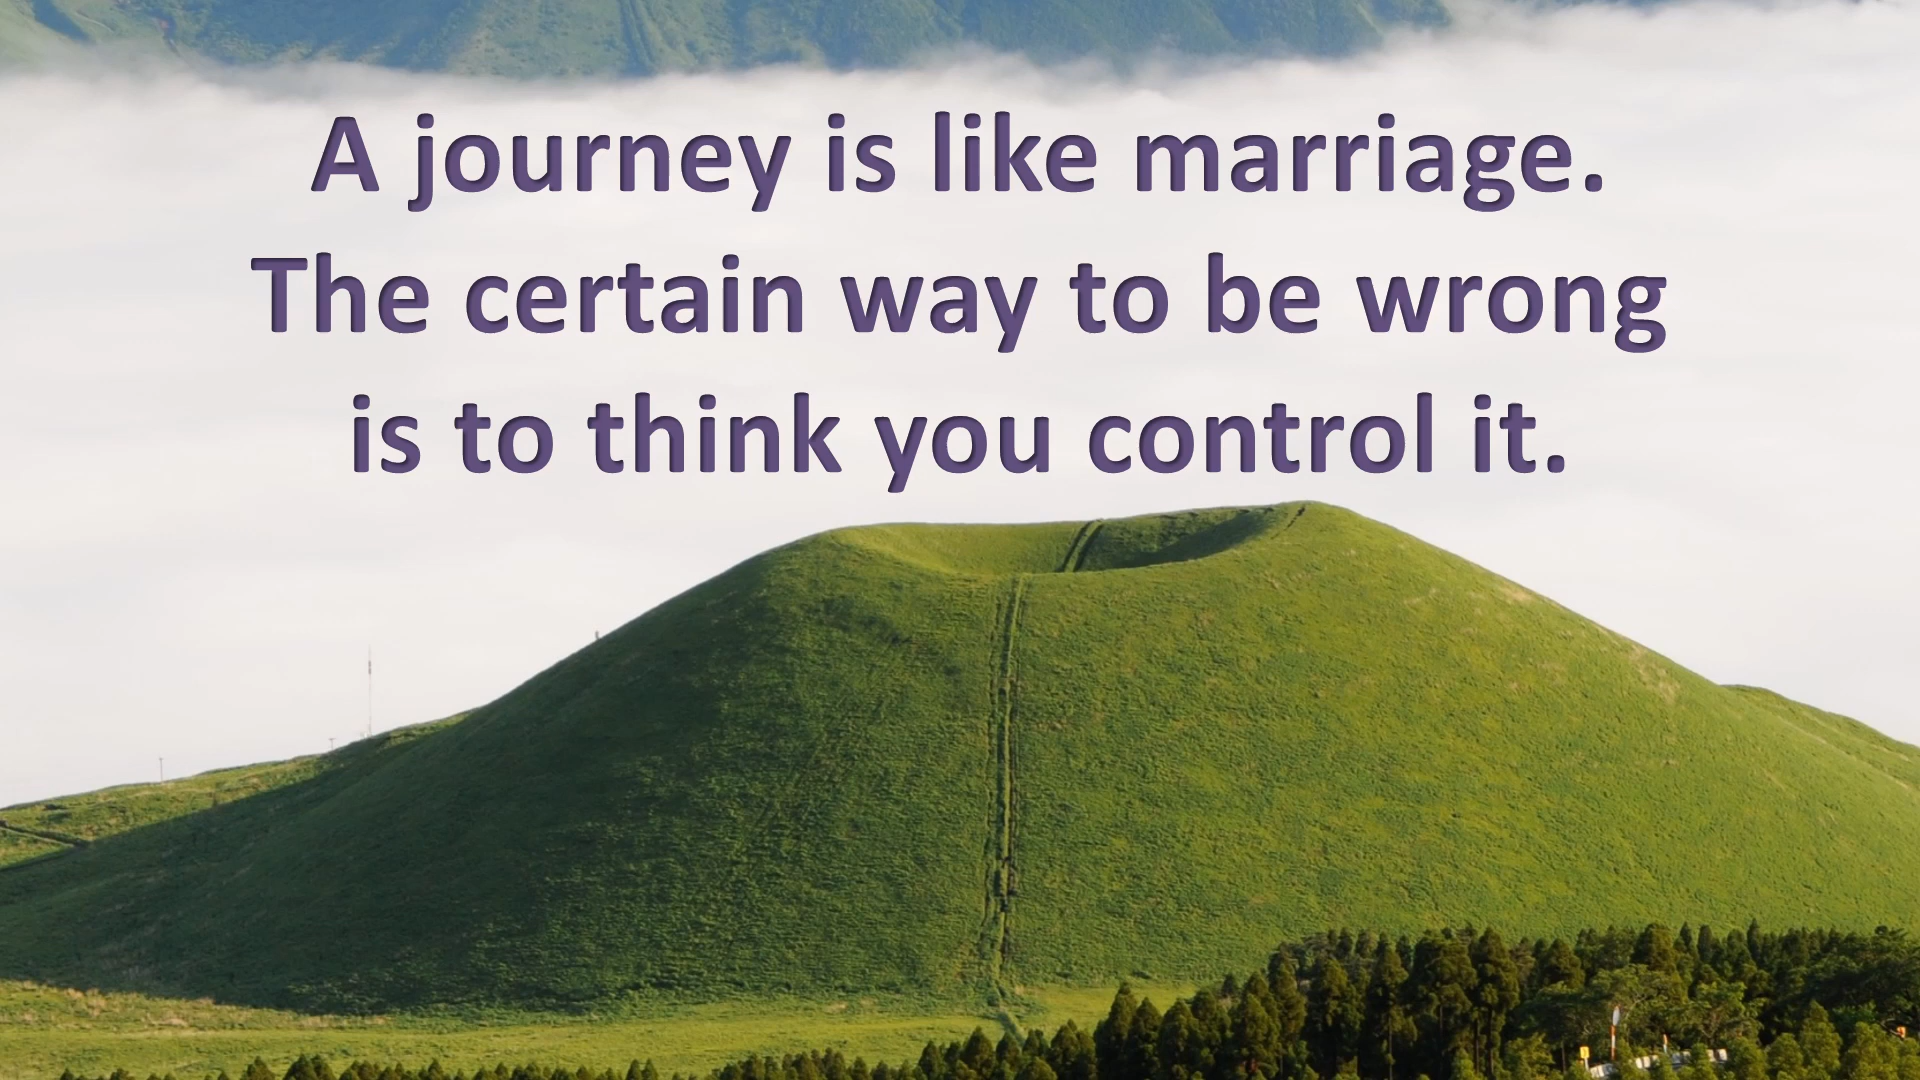 A journey is like marriage.
The certain way to be wrong
is to think you control it.